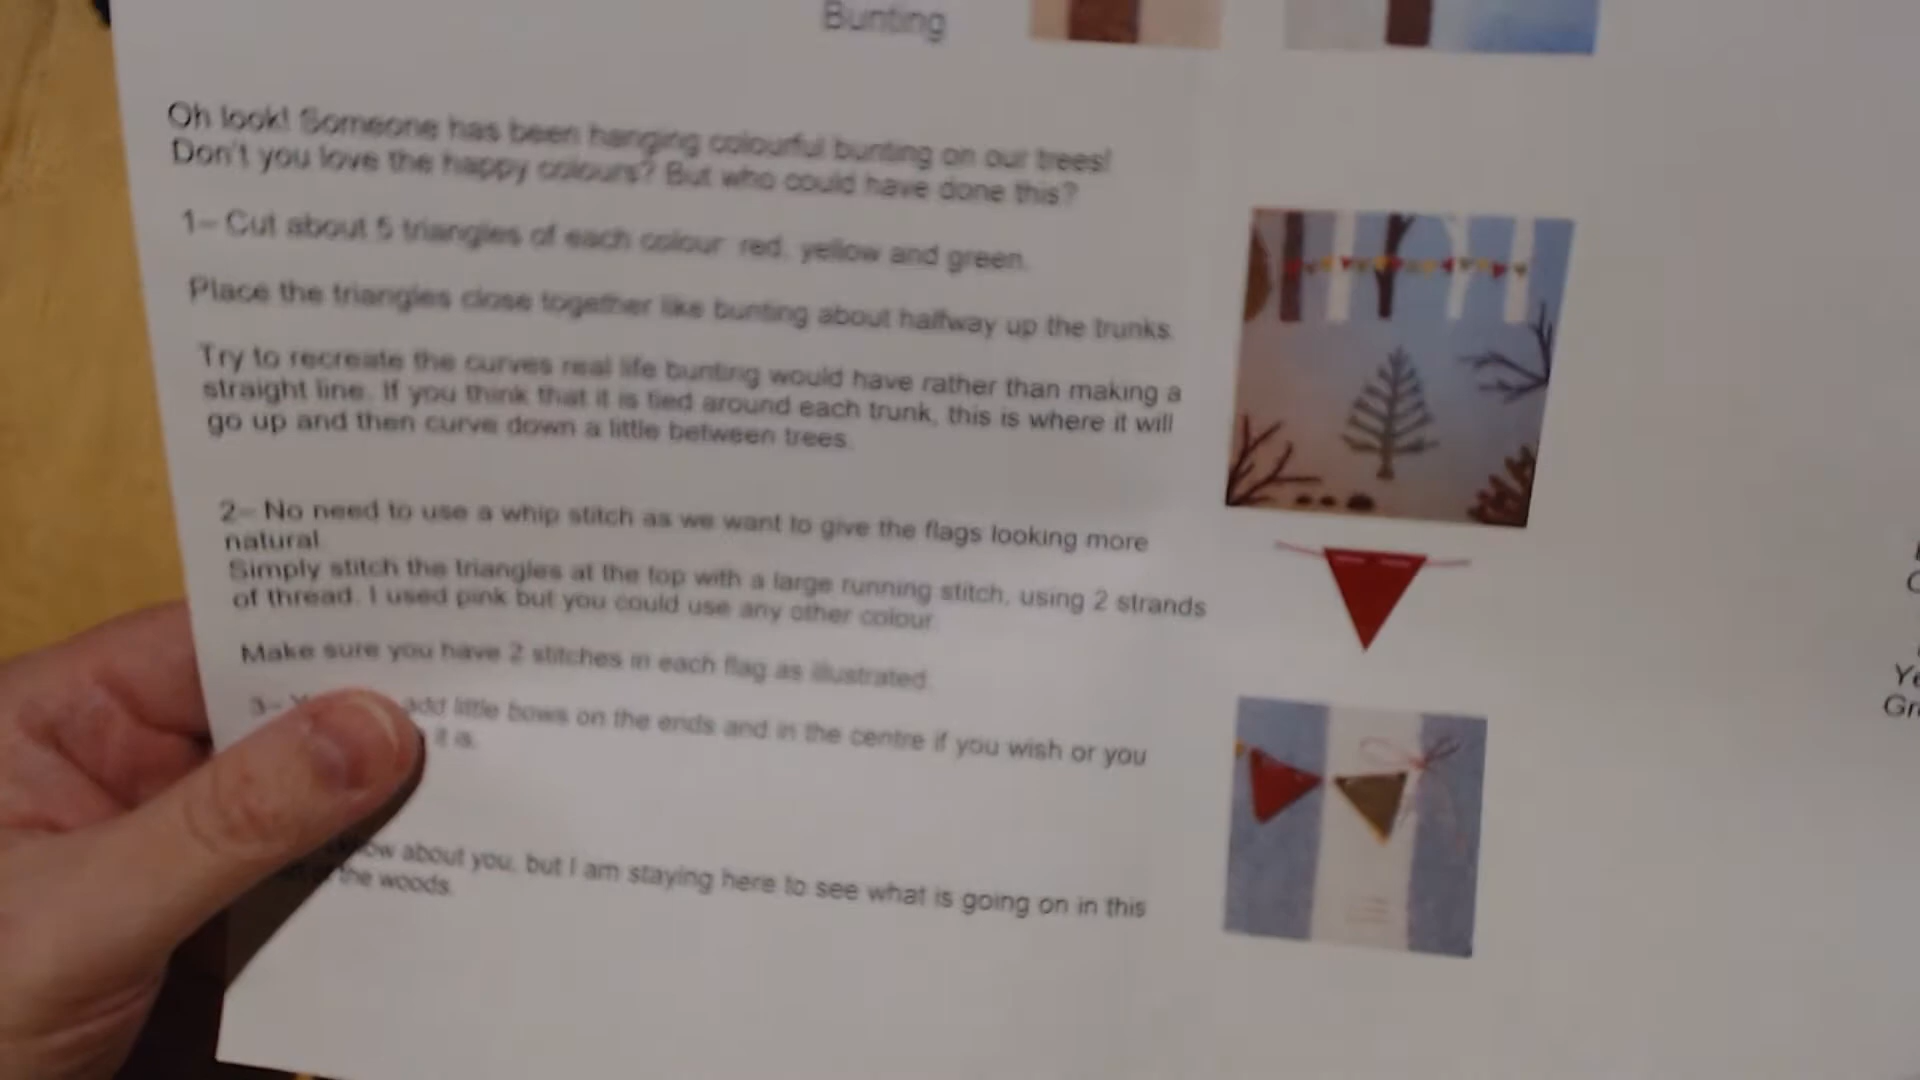 Bunting
Oh look! Someone has been hanging colourful bunting on our trees!
Don't you love the happy colours? But who could have done this?
1- Cut about 5 triangles of each colour red, yellow and green.
Place the triangles close together like bunting about halfway up the trunks.
Try to recreate the curves real life bunting would have rather than making a
straight line. If you think that it is tied around each trunk, this is where it will
go up and then curve down a little between trees.
2- No need to use a whip stitch as we want to give the flags looking more
natural.
Simply stitch the triangles at the top with a large running stitch, using 2 strands
of thread. I used pink but you could use any other colour.
Make sure you have 2 stitches in each flag as illustrated.
3- add little bows on the ends and in the centre if you wish or you
it is.
about you, but I am staying here to see what is going on in this
the woods.